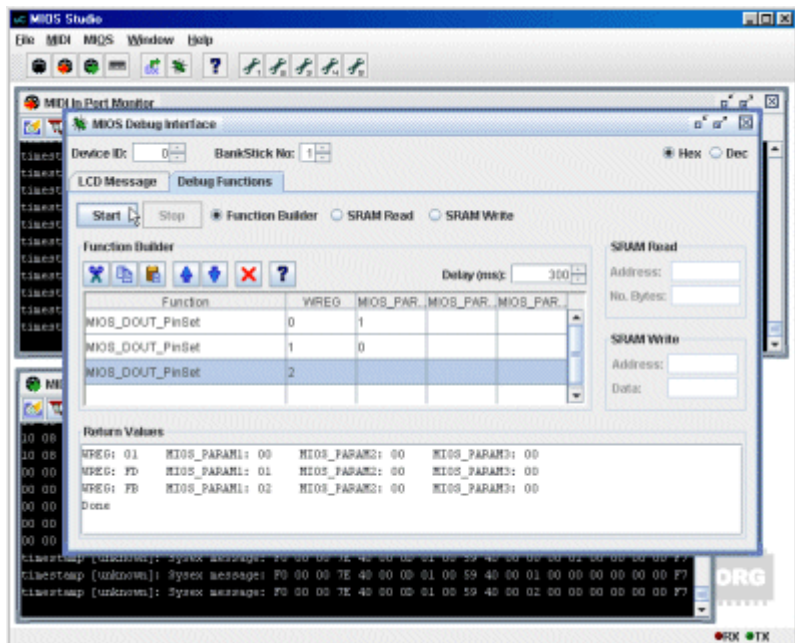 MIOS Studio
File MIDI MIOS Window Help
MIDI In Port Monitor
MIOS Debug Interface
Device ID: 0 BankStick No: 1 Hex Dec
LCD Message Debug Functions
Start Stop Function Builder SRAM Read SRAM Write
Function Builder SRAM Read
Delay (ms): 300 Address:
No. Bytes:
Function WREG MIOS_PAR... MIOS_PAR... MIOS_PAR...
MIOS_DOUT_PinSet 0 1
MIOS_DOUT_PinSet 1 0
MIOS_DOUT_PinSet 2
SRAM Write
Address:
Data:
Return Values
WREG: 01 MIOS_PARAM1: 00 MIOS_PARAM2: 00 MIOS_PARAM3: 00
WREG: FD MIOS_PARAM1: 01 MIOS_PARAM2: 00 MIOS_PARAM3: 00
WREG: FB MIOS_PARAM1: 02 MIOS_PARAM2: 00 MIOS_PARAM3: 00
Done
timestamp [unknown]: Sysex message: F0 00 00 7E 40 00 0D 01 00 59 40 00 01 00 00 00 00 00 F7
timestamp [unknown]: Sysex message: F0 00 00 7E 40 00 0D 01 00 59 40 00 02 00 00 00 00 00 F7
ORG
RX TX